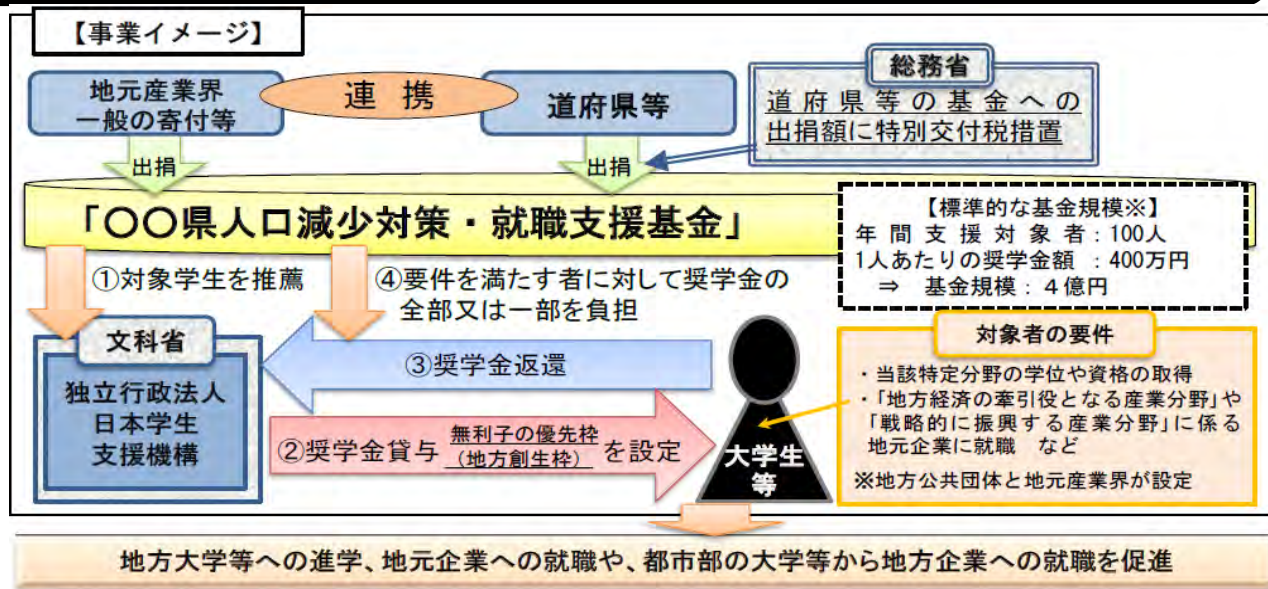 【事業イメージ】
地元産業界
一般の寄付等
連 携
道府県等
総務省
道府県等の基金への
出捐額に特別交付税措置
出捐
出捐
「〇〇県人口減少対策・就職支援基金」
【標準的な基金規模※】
年間支援対象者：100人
1人あたりの奨学金額 ：400万円
⇒ 基金規模：４億円
①対象学生を推薦
④要件を満たす者に対して奨学金の
全部又は一部を負担
文科省
独立行政法人
日本学生
支援機構
③奨学金返還
②奨学金貸与 無利子の優先枠（地方創生枠）を設定
大学生
等
対象者の要件
・当該特定分野の学位や資格の取得
・「地方経済の牽引役となる産業分野」や
「戦略的に振興する産業分野」に係る
地元企業に就職 など
※地方公共団体と地元産業界が設定
地方大学等への進学、地元企業への就職や、都市部の大学等から地方企業への就職を促進